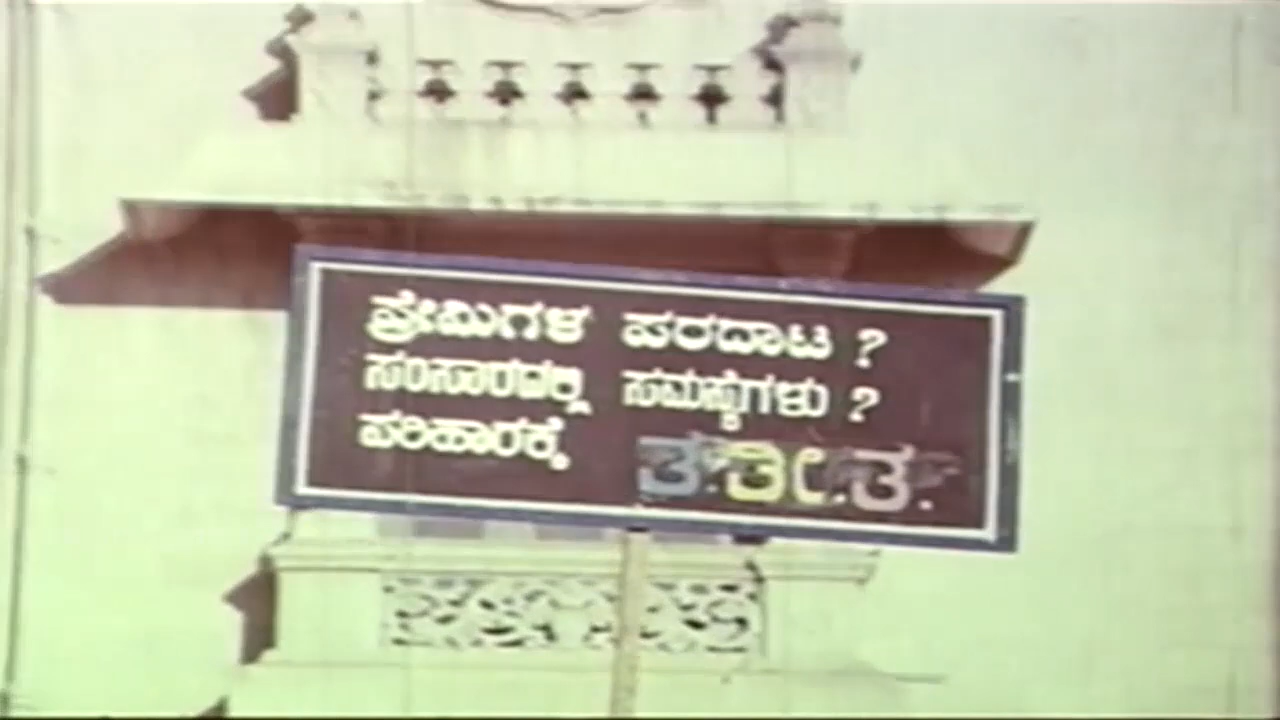 ಪ್ರೇಮಿಗಳ ಪರದಾಟ ?
ಸಂಸಾರದಲ್ಲಿ ಸಮಸ್ಯೆಗಳು ?
ಪರಿಹಾರಕ್ಕೆ ತ.ತೀ.ತ.